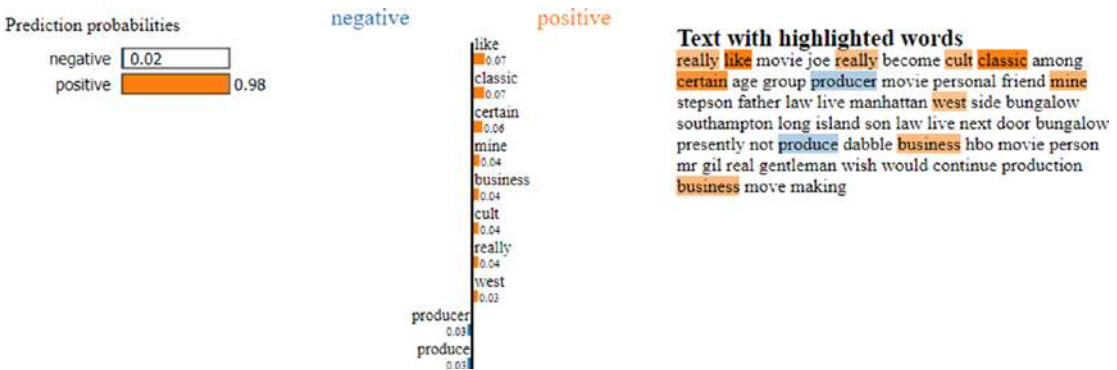 Prediction probabilities
negative 0.02
positive 0.98
negative positive
like
0.07
classic
0.07
certain
0.06
mine
0.04
business
0.04
cult
0.04
really
0.04
west
0.03
producer
0.03
produce
0.03
Text with highlighted words
really like movie joe really become cult classic among
certain age group producer movie personal friend mine
stepson father law live manhattan west side bungalow
southampton long island son law live next door bungalow
presently not produce dabble business hbo movie person
mr gil real gentleman wish would continue production
business move making